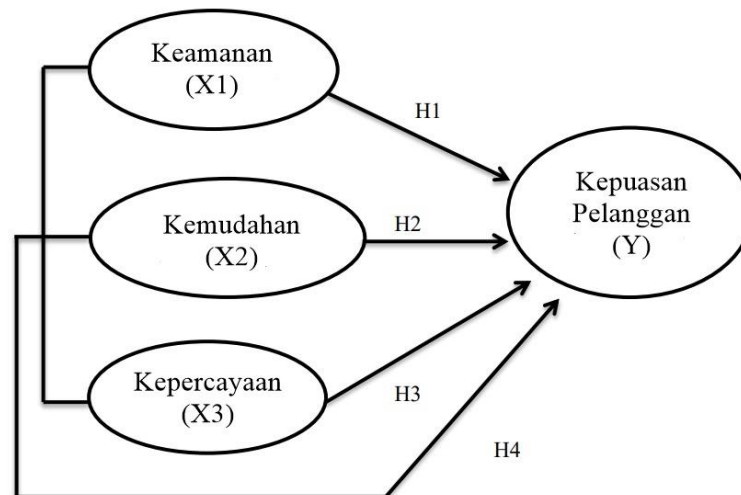 Keamanan
(X1)
H1
Kemudahan
(X2)
H2
Kepuasan
Pelanggan
(Y)
Kepercayaan
(X3)
H3
H4